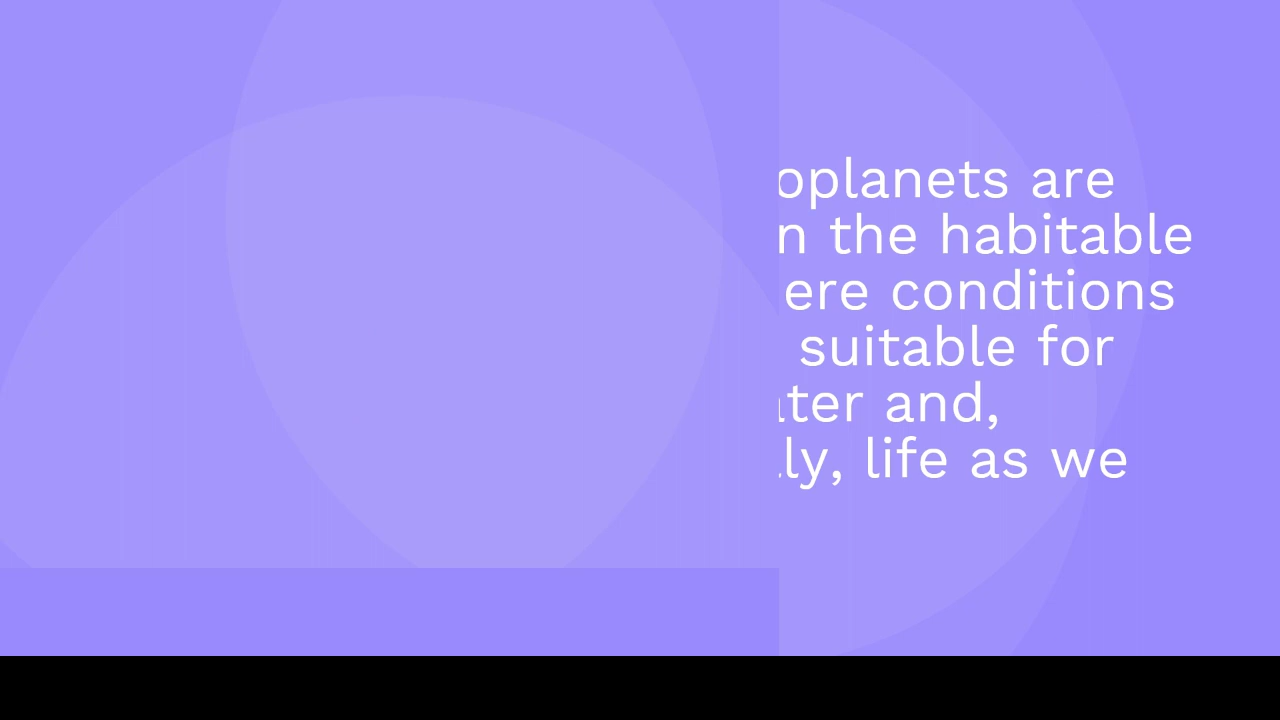 oplanets are
n the habitable
ere conditions
suitable for
ter and,
ly, life as we